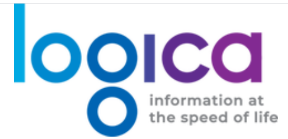 logica
information at
the speed of life